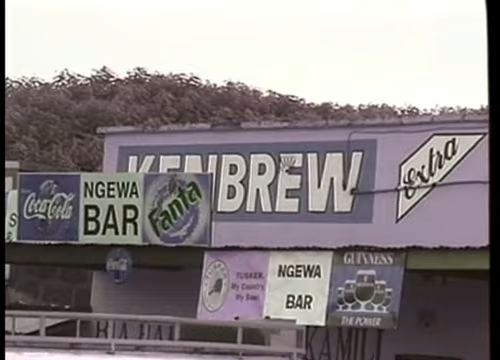 KENBREW
Extra
S
&
Coca-Cola
NGEWA
BAR
Fanta
TUSKER.
My Country.
My Beer.
NGEWA
BAR
GUINNESS
THE POWER